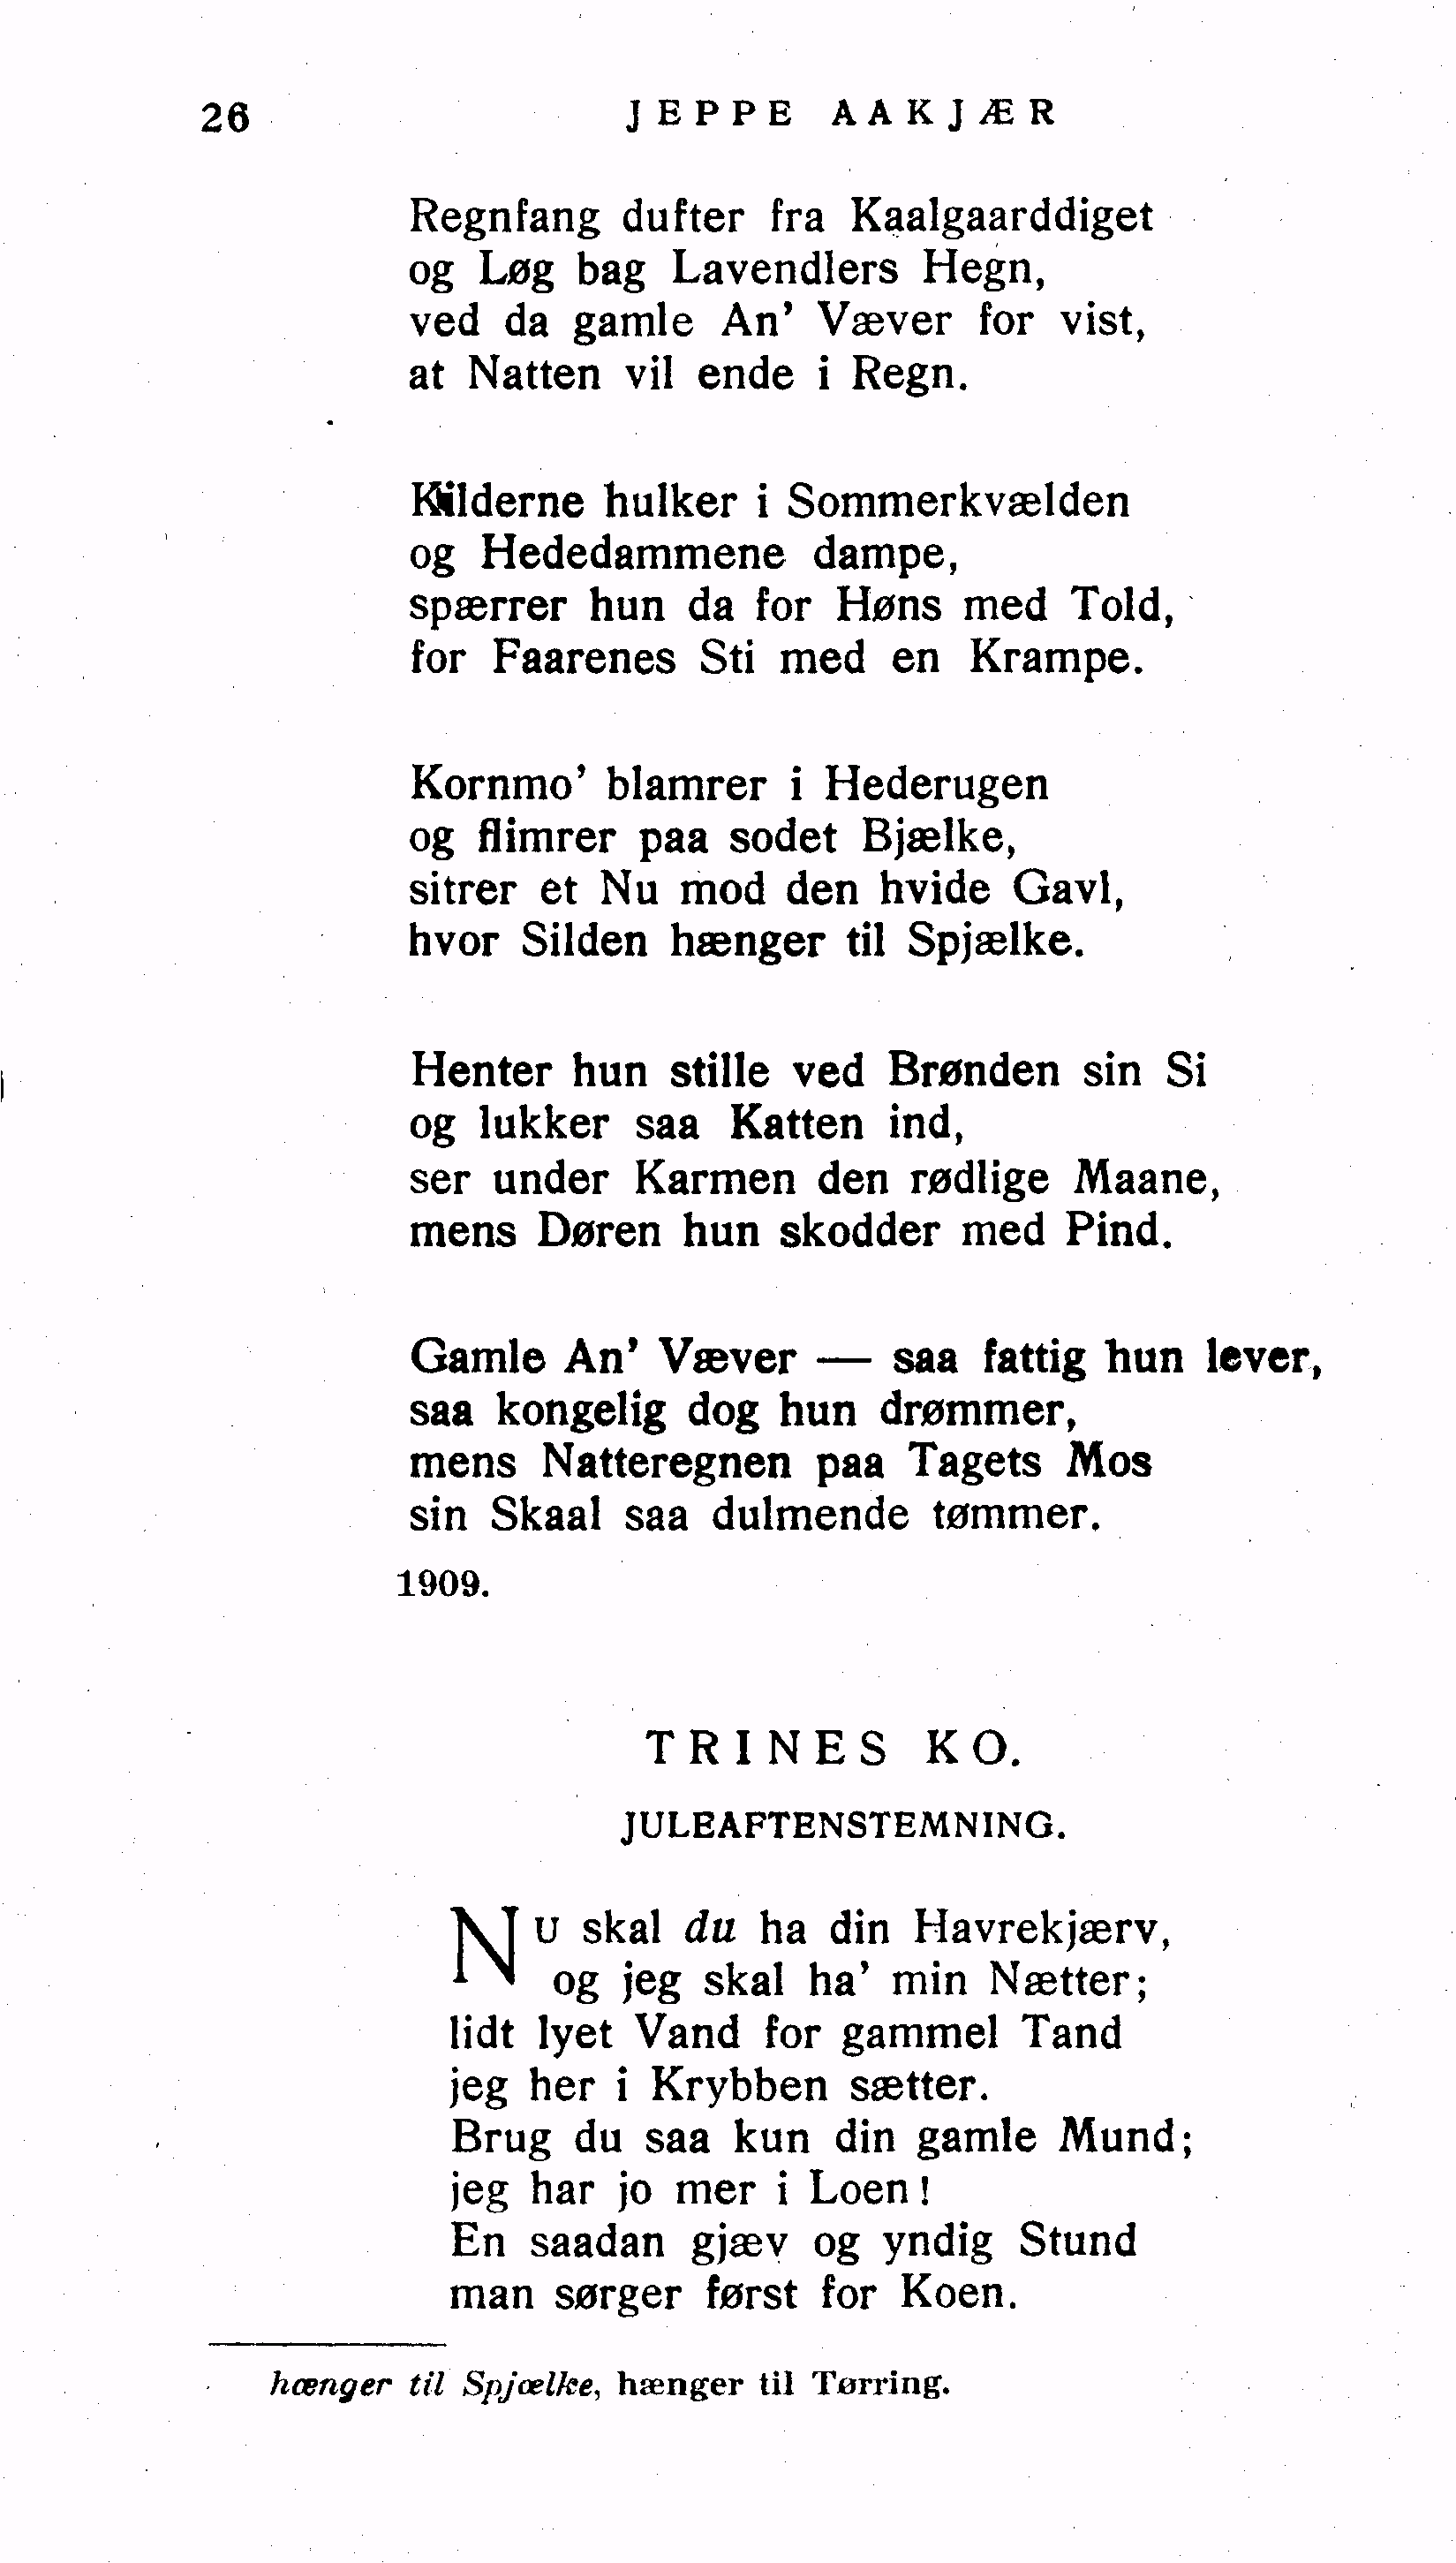 26 JEPPE AAKJÆR
Regnfang dufter fra Kaalgaarddiget
og Løg bag Lavendlers Hegn,
ved da gamle An' Væver for vist,
at Natten vil ende i Regn.
Kilderne hulker i Sommerkvælden
og Hededammene dampe,
spærrer hun da for Høns med Told,
for Faarenes Sti med en Krampe.
Kornmo' blamrer i Hederugen
og flimrer paa sodet Bjælke,
sitrer et Nu mod den hvide Gavl,
hvor Silden hænger til Spjælke.
Henter hun stille ved Brønden sin Si
og lukker saa Katten ind,
ser under Karmen den rødlige Maane,
mens Døren hun skodder med Pind.
Gamle An' Væver — saa fattig hun lever,
saa kongelig dog hun drømmer,
mens Natteregnen paa Tagets Mos
sin Skaal saa dulmende tømmer.
1909.
TRINES KO.
JULEAFTENSTEMNING.
NU skal du ha din Havrekjærv,
og jeg skal ha' min Nætter;
lidt lyet Vand for gammel Tand
jeg her i Krybben sætter.
Brug du saa kun din gamle Mund;
jeg har jo mer i Loen!
En saadan gjæv og yndig Stund
man sørger først for Koen.
hænger til Spjælke, hænger til Tørring.